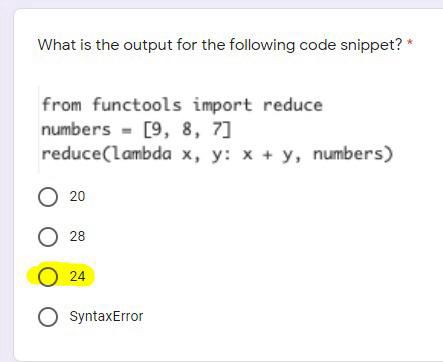 What is the output for the following code snippet? *
from functools import reduce
numbers = [9, 8, 7]
reduce(lambda x, y: x + y, numbers)
20
28
24
SyntaxError